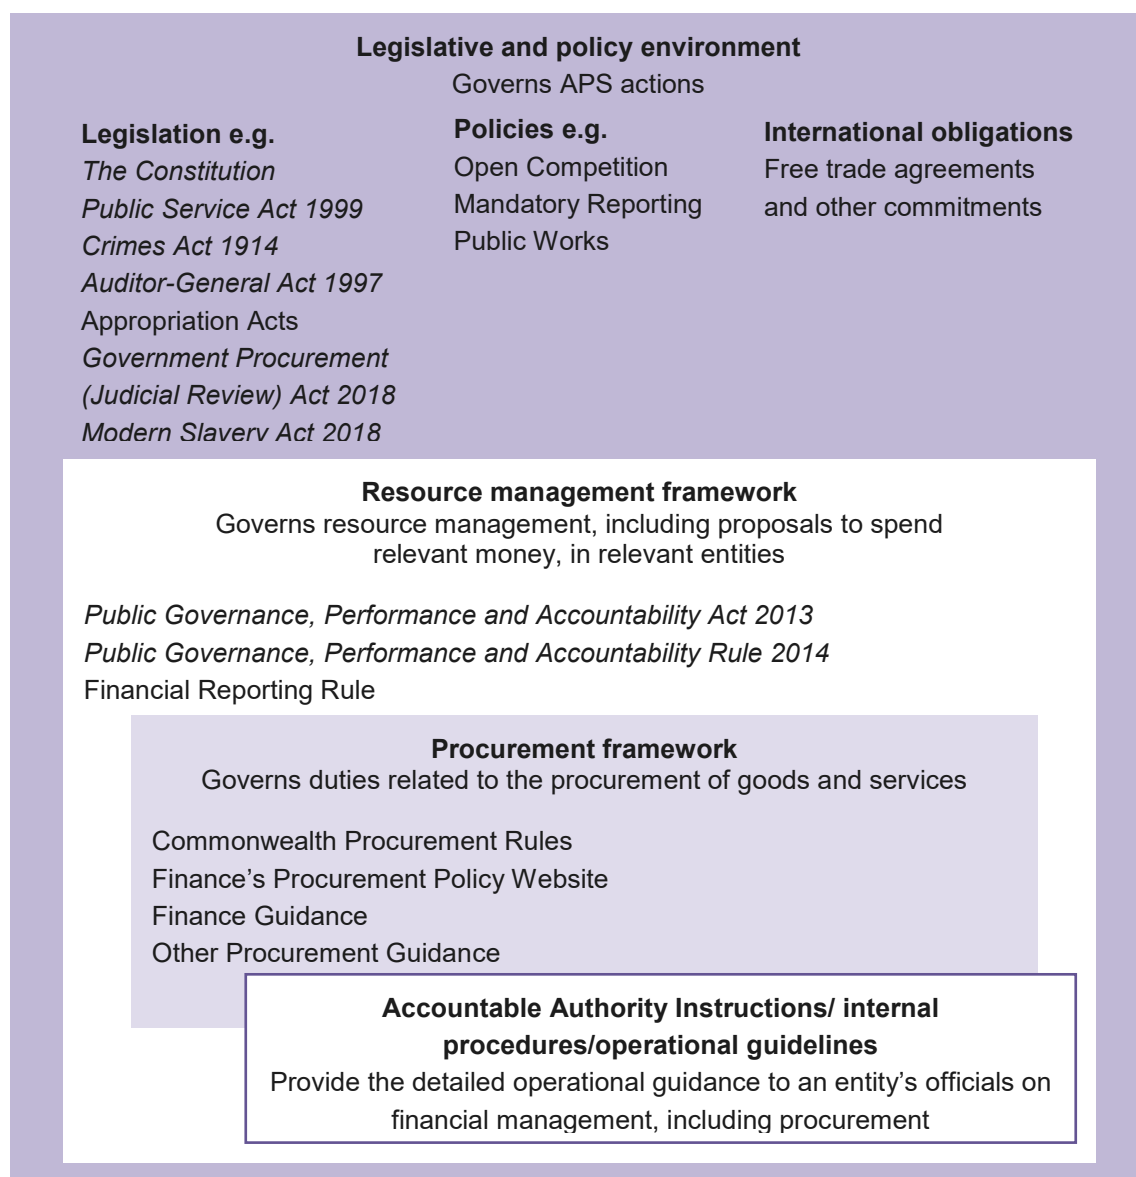 Legislative and policy environment
Governs APS actions
Legislation e.g.
The Constitution
Public Service Act 1999
Crimes Act 1914
Auditor-General Act 1997
Appropriation Acts
Government Procurement
(Judicial Review) Act 2018
Modern Slavery Act 2018
Policies e.g.
Open Competition
Mandatory Reporting
Public Works
International obligations
Free trade agreements
and other commitments
Resource management framework
Governs resource management, including proposals to spend
relevant money, in relevant entities
Public Governance, Performance and Accountability Act 2013
Public Governance, Performance and Accountability Rule 2014
Financial Reporting Rule
Procurement framework
Governs duties related to the procurement of goods and services
Commonwealth Procurement Rules
Finance’s Procurement Policy Website
Finance Guidance
Other Procurement Guidance
Accountable Authority Instructions/ internal
procedures/operational guidelines
Provide the detailed operational guidance to an entity’s officials on
financial management, including procurement